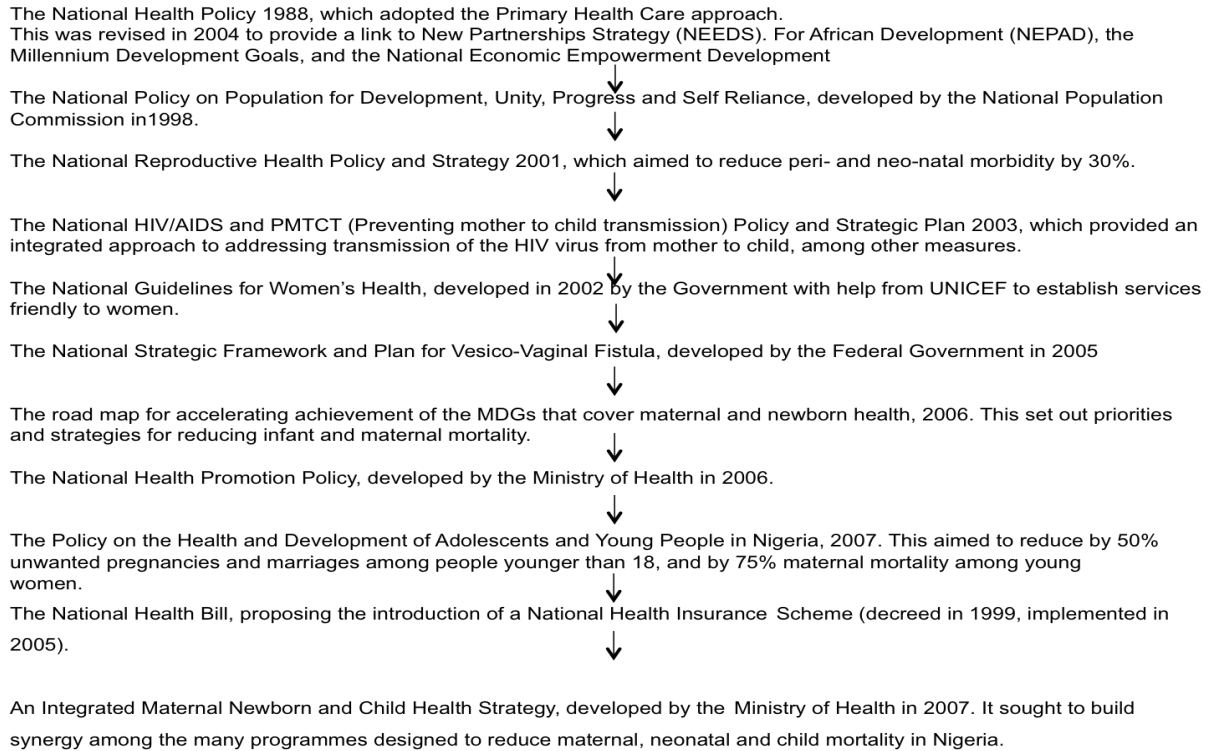 The National Health Policy 1988, which adopted the Primary Health Care approach.
This was revised in 2004 to provide a link to New Partnerships Strategy (NEEDS). For African Development (NEPAD), the
Millennium Development Goals, and the National Economic Empowerment Development
The National Policy on Population for Development, Unity, Progress and Self Reliance, developed by the National Population
Commission in1998.
The National Reproductive Health Policy and Strategy 2001, which aimed to reduce peri- and neo-natal morbidity by 30%.
The National HIV/AIDS and PMTCT (Preventing mother to child transmission) Policy and Strategic Plan 2003, which provided an
integrated approach to addressing transmission of the HIV virus from mother to child, among other measures.
The National Guidelines for Women's Health, developed in 2002 by the Government with help from UNICEF to establish services
friendly to women.
The National Strategic Framework and Plan for Vesico-Vaginal Fistula, developed by the Federal Government in 2005
The road map for accelerating achievement of the MDGs that cover maternal and newborn health, 2006. This set out priorities
and strategies for reducing infant and maternal mortality.
The National Health Promotion Policy, developed by the Ministry of Health in 2006.
The Policy on the Health and Development of Adolescents and Young People in Nigeria, 2007. This aimed to reduce by 50%
unwanted pregnancies and marriages among people younger than 18, and by 75% maternal mortality among young
women.
The National Health Bill, proposing the introduction of a National Health Insurance Scheme (decreed in 1999, implemented in
2005).
An Integrated Maternal Newborn and Child Health Strategy, developed by the Ministry of Health in 2007. It sought to build
synergy among the many programmes designed to reduce maternal, neonatal and child mortality in Nigeria.